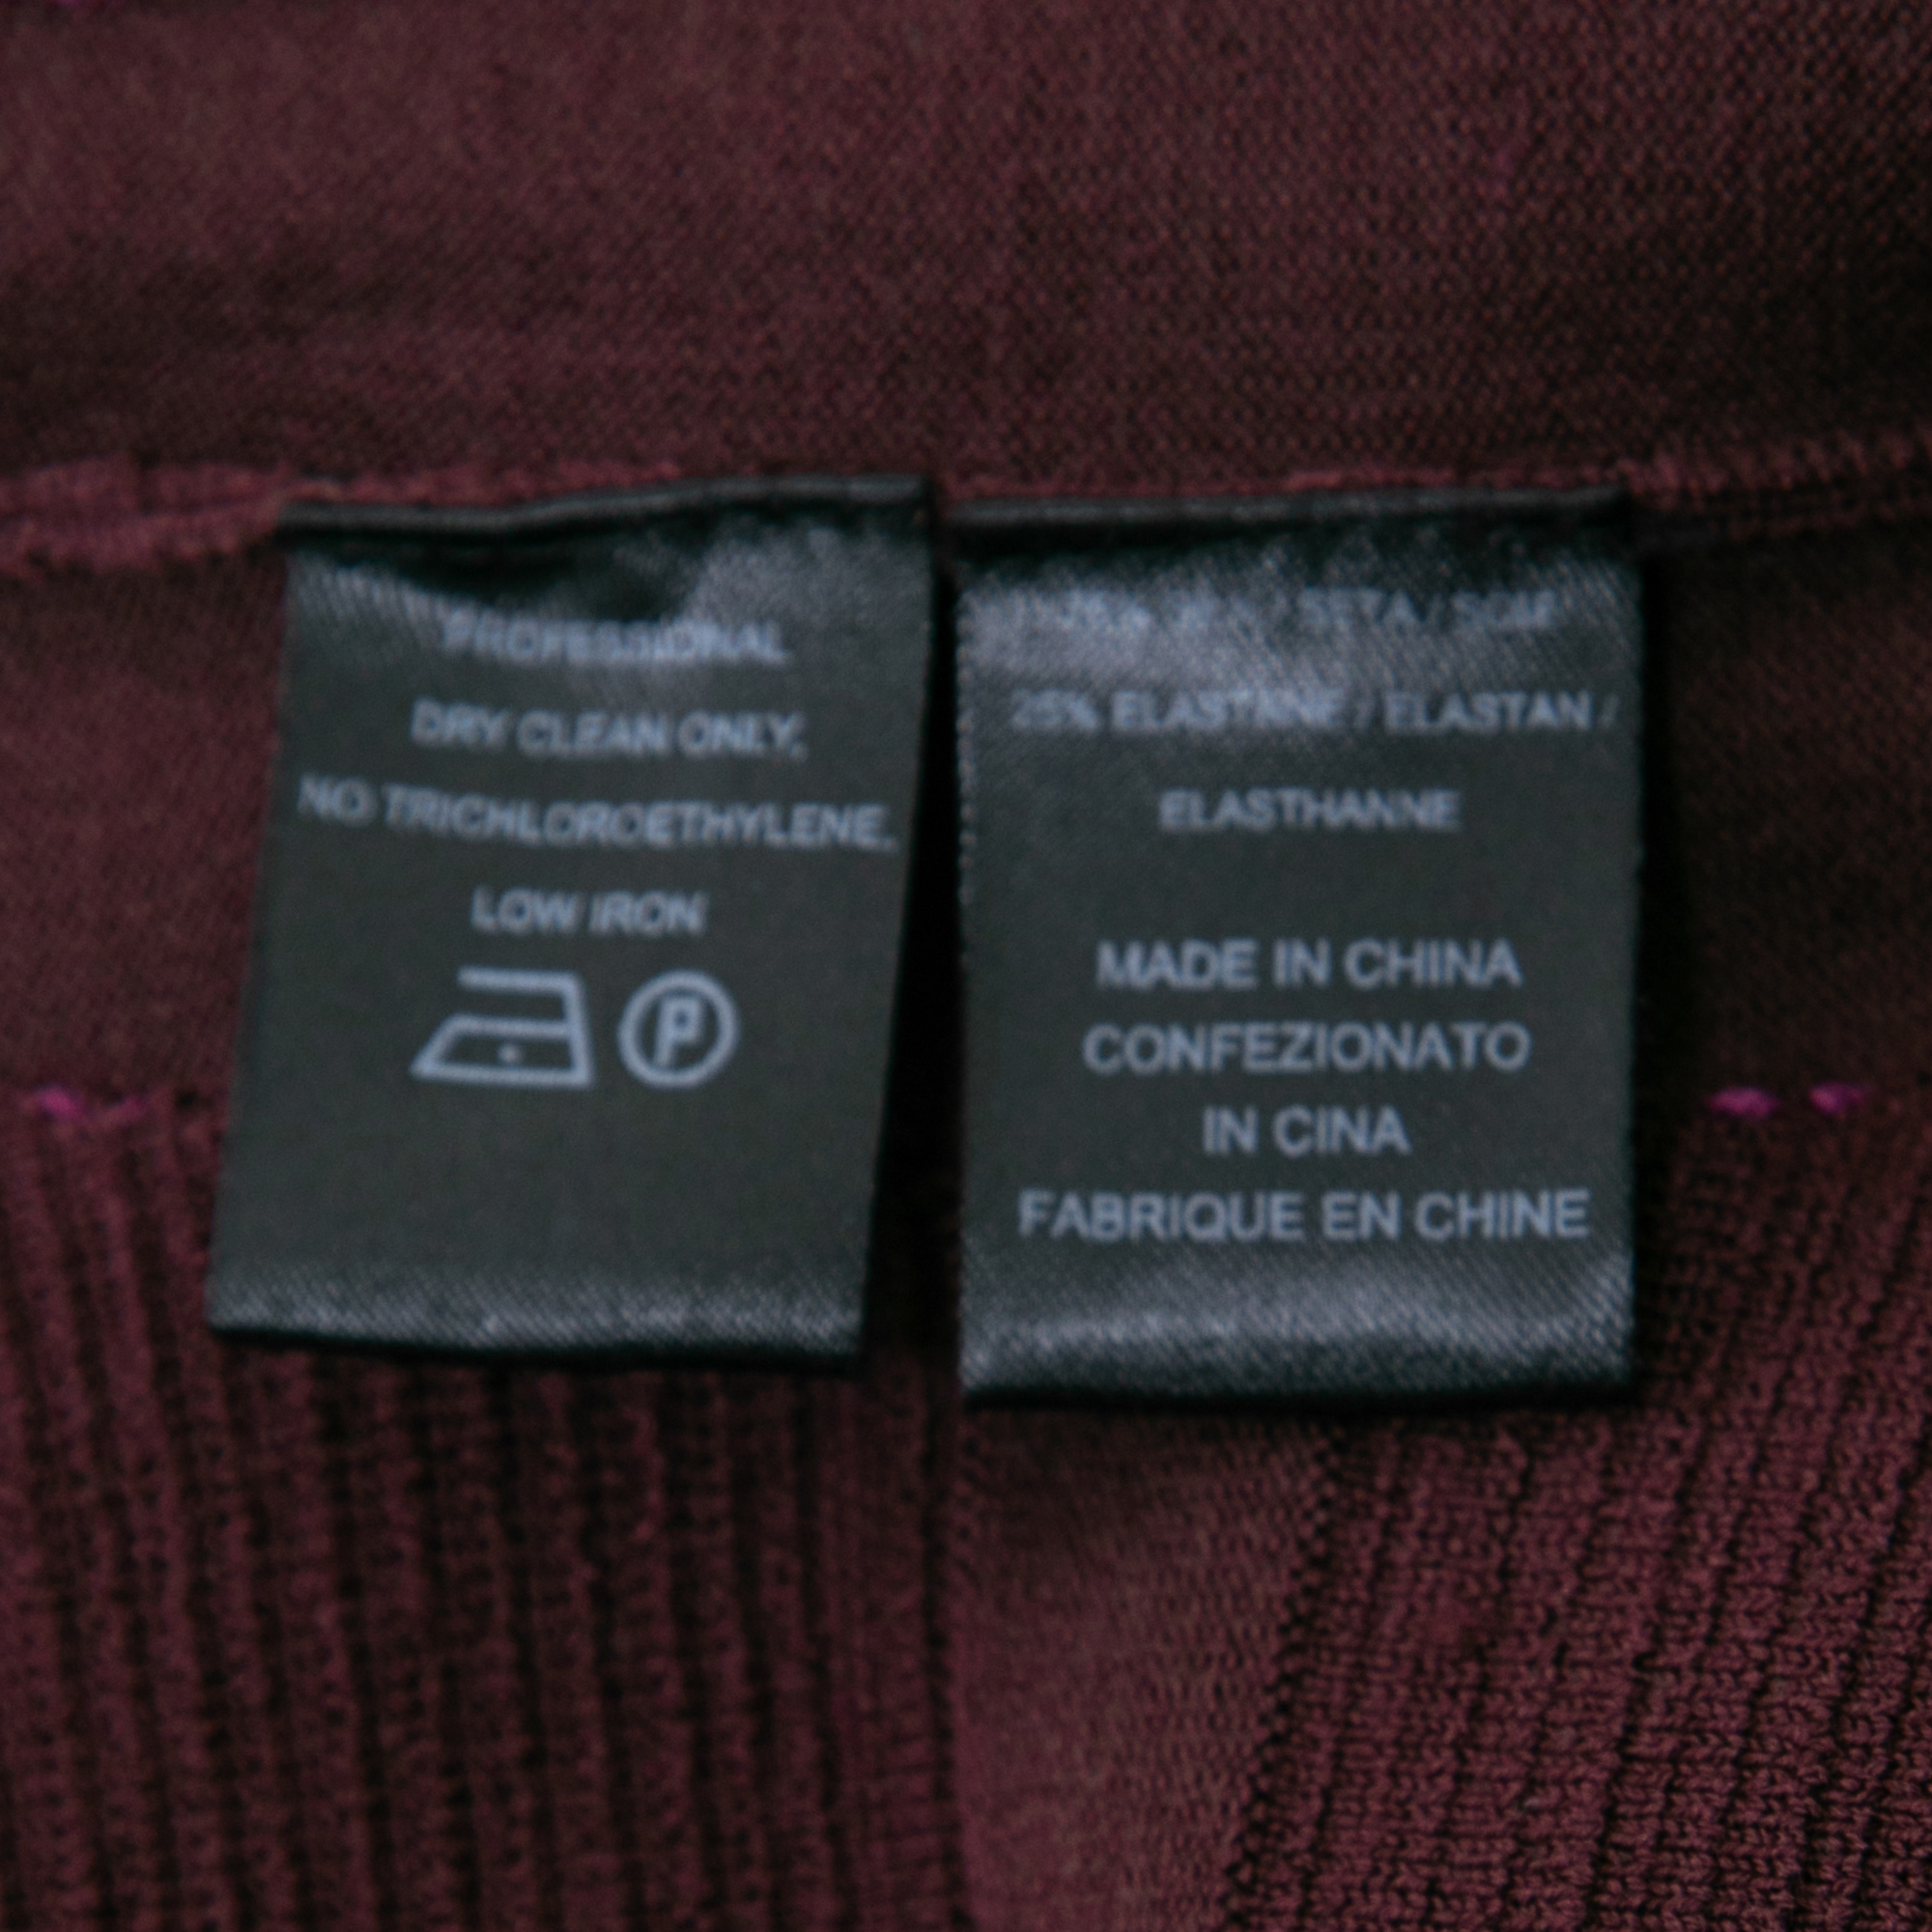 PROFESSIONAL
DRY CLEAN ONLY,
NO TRICHLOROETHYLENE,
LOW IRON
P
SETA /
25% ELASTANE / ELASTAN /
ELASTHANNE
MADE IN CHINA
CONFEZIONATO
IN CINA
FABRIQUE EN CHINE